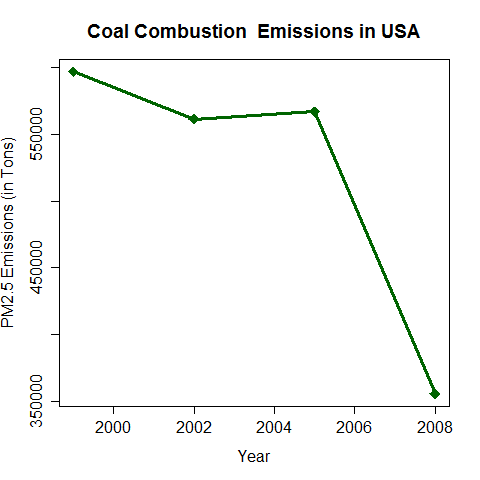 Coal Combustion  Emissions in USA
PM2.5 Emissions (in Tons)
550000
450000
350000
2000 2002 2004 2006 2008
Year